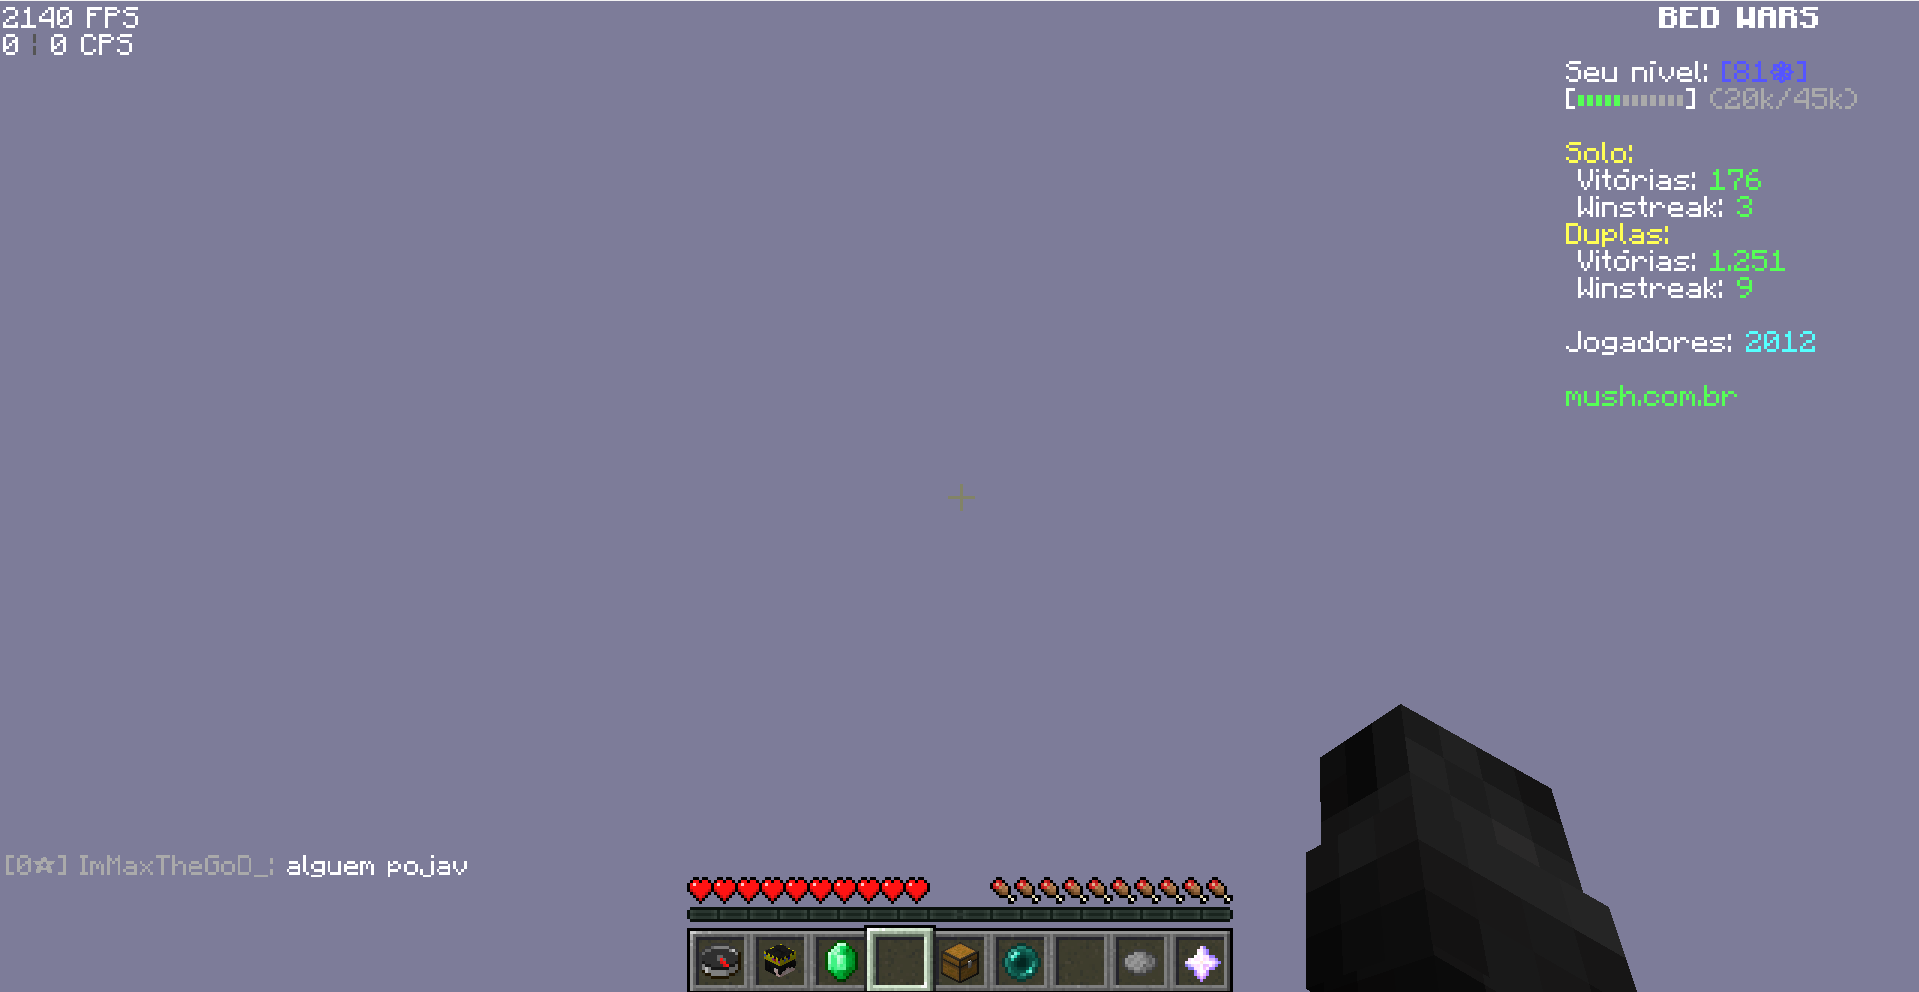 2140 FPS
0 ¦ 0 CPS
BED WARS
Seu nível: [81❁]
[] (20k/45k)
Solo:
Vitórias: 176
Winstreak: 3
Duplas:
Vitórias: 1.251
Winstreak: 9
Jogadores: 2012
mush.com.br
[0☆] ImMaxTheGoD_: alguem pojav